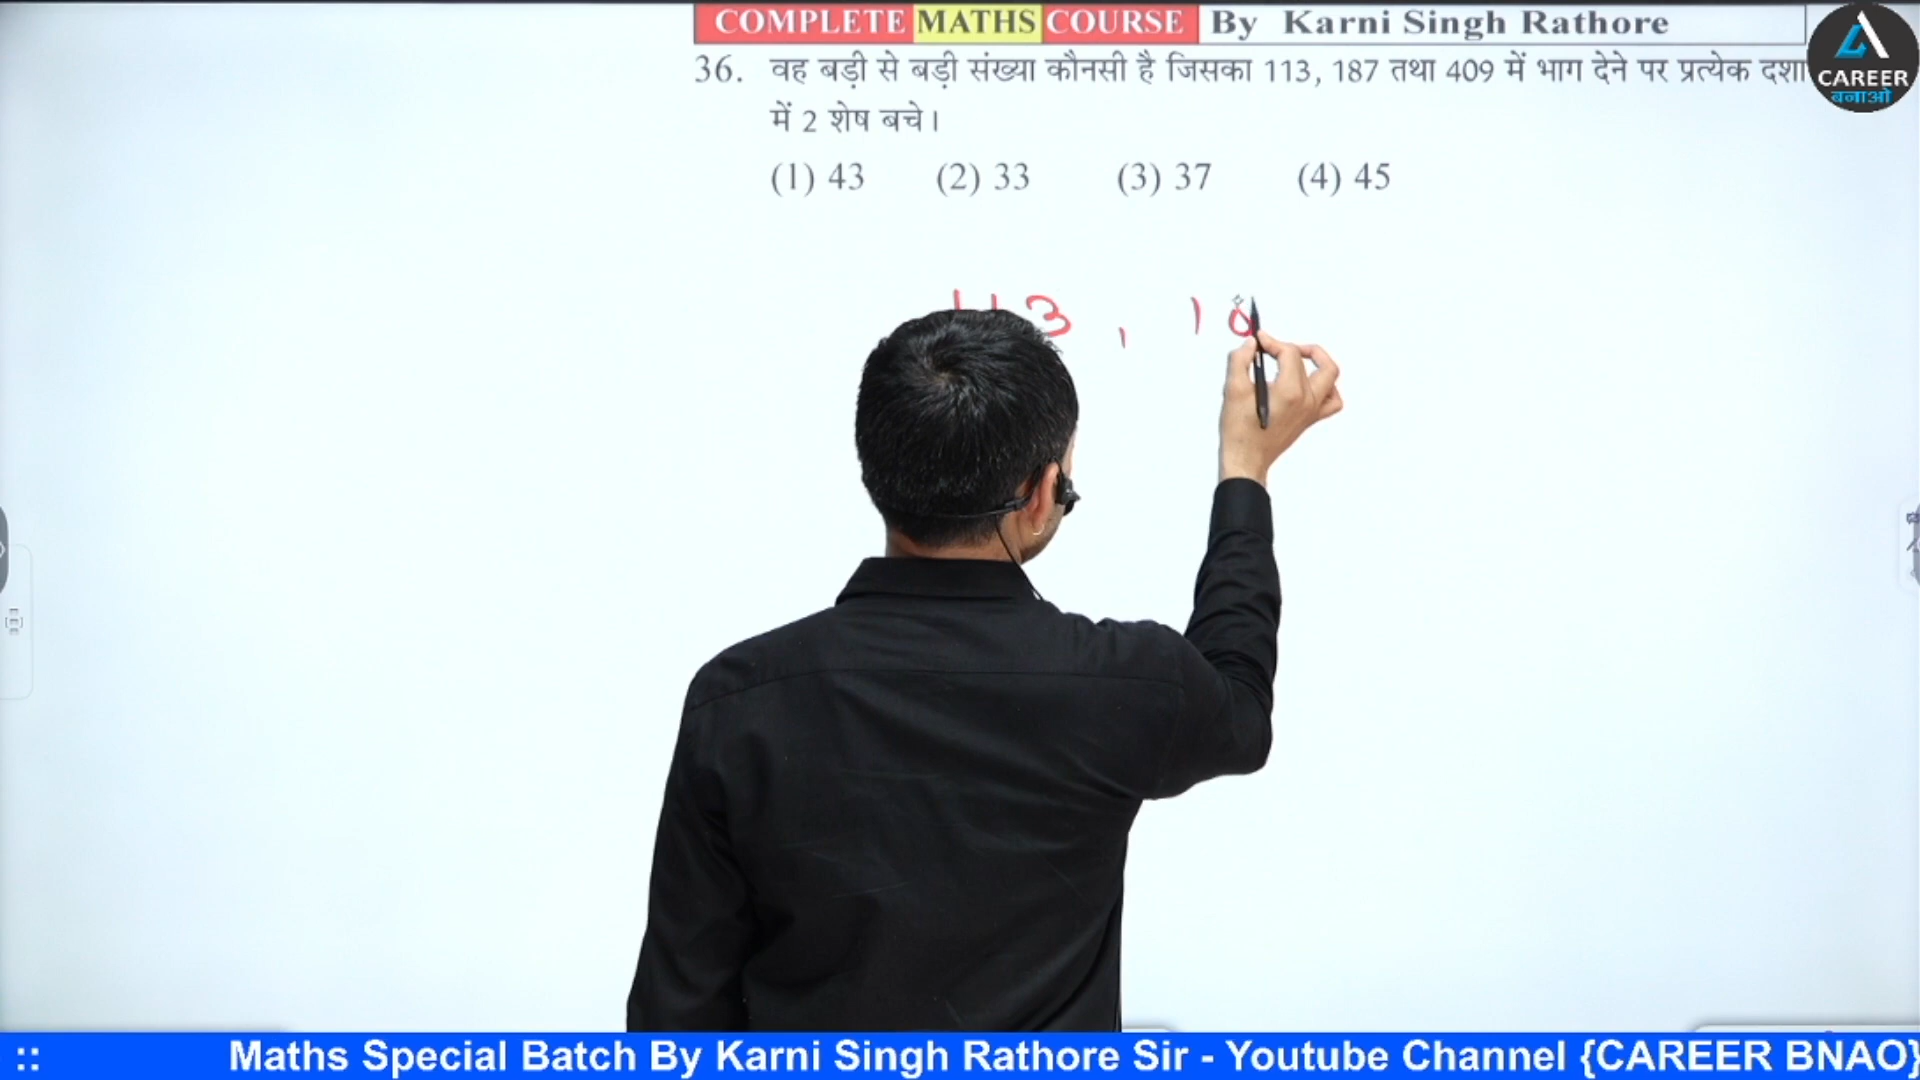 COMPLETE MATHS COURSE By Karni Singh Rathore
36. वह बड़ी से बड़ी संख्या कौनसी है जिसका 113, 187 तथा 409 में भाग देने पर प्रत्येक दशा
में 2 शेष बचे।
(1) 43 (2) 33 (3) 37 (4) 45
CAREER
बनाओ
113, 18
:: Maths Special Batch By Karni Singh Rathore Sir - Youtube Channel {CAREER BNAO}